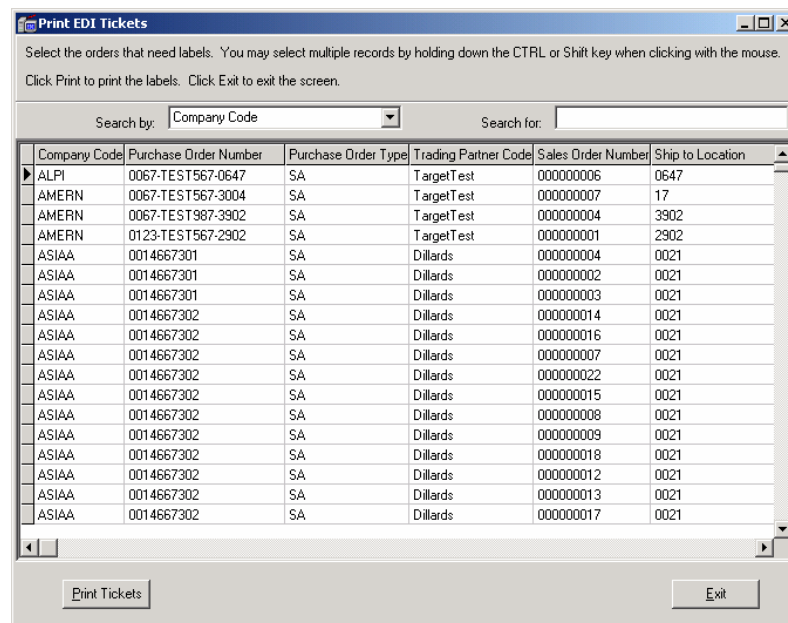 Print EDI Tickets
Select the orders that need labels. You may select multiple records by holding down the CTRL or Shift key when clicking with the mouse.
Click Print to print the labels. Click Exit to exit the screen.
Search by: Company Code Search for:
Company Code Purchase Order Number Purchase Order Type Trading Partner Code Sales Order Number Ship to Location
ALPI 0067-TEST567-0647 SA TargetTest 000000006 0647
AMERN 0067-TEST567-3004 SA TargetTest 000000007 17
AMERN 0067-TEST987-3902 SA TargetTest 000000004 3902
AMERN 0123-TEST567-2902 SA TargetTest 000000001 2902
ASIAA 0014667301 SA Dillards 000000004 0021
ASIAA 0014667301 SA Dillards 000000002 0021
ASIAA 0014667301 SA Dillards 000000003 0021
ASIAA 0014667302 SA Dillards 000000014 0021
ASIAA 0014667302 SA Dillards 000000016 0021
ASIAA 0014667302 SA Dillards 000000007 0021
ASIAA 0014667302 SA Dillards 000000022 0021
ASIAA 0014667302 SA Dillards 000000015 0021
ASIAA 0014667302 SA Dillards 000000008 0021
ASIAA 0014667302 SA Dillards 000000009 0021
ASIAA 0014667302 SA Dillards 000000018 0021
ASIAA 0014667302 SA Dillards 000000012 0021
ASIAA 0014667302 SA Dillards 000000013 0021
ASIAA 0014667302 SA Dillards 000000017 0021
Print Tickets Exit